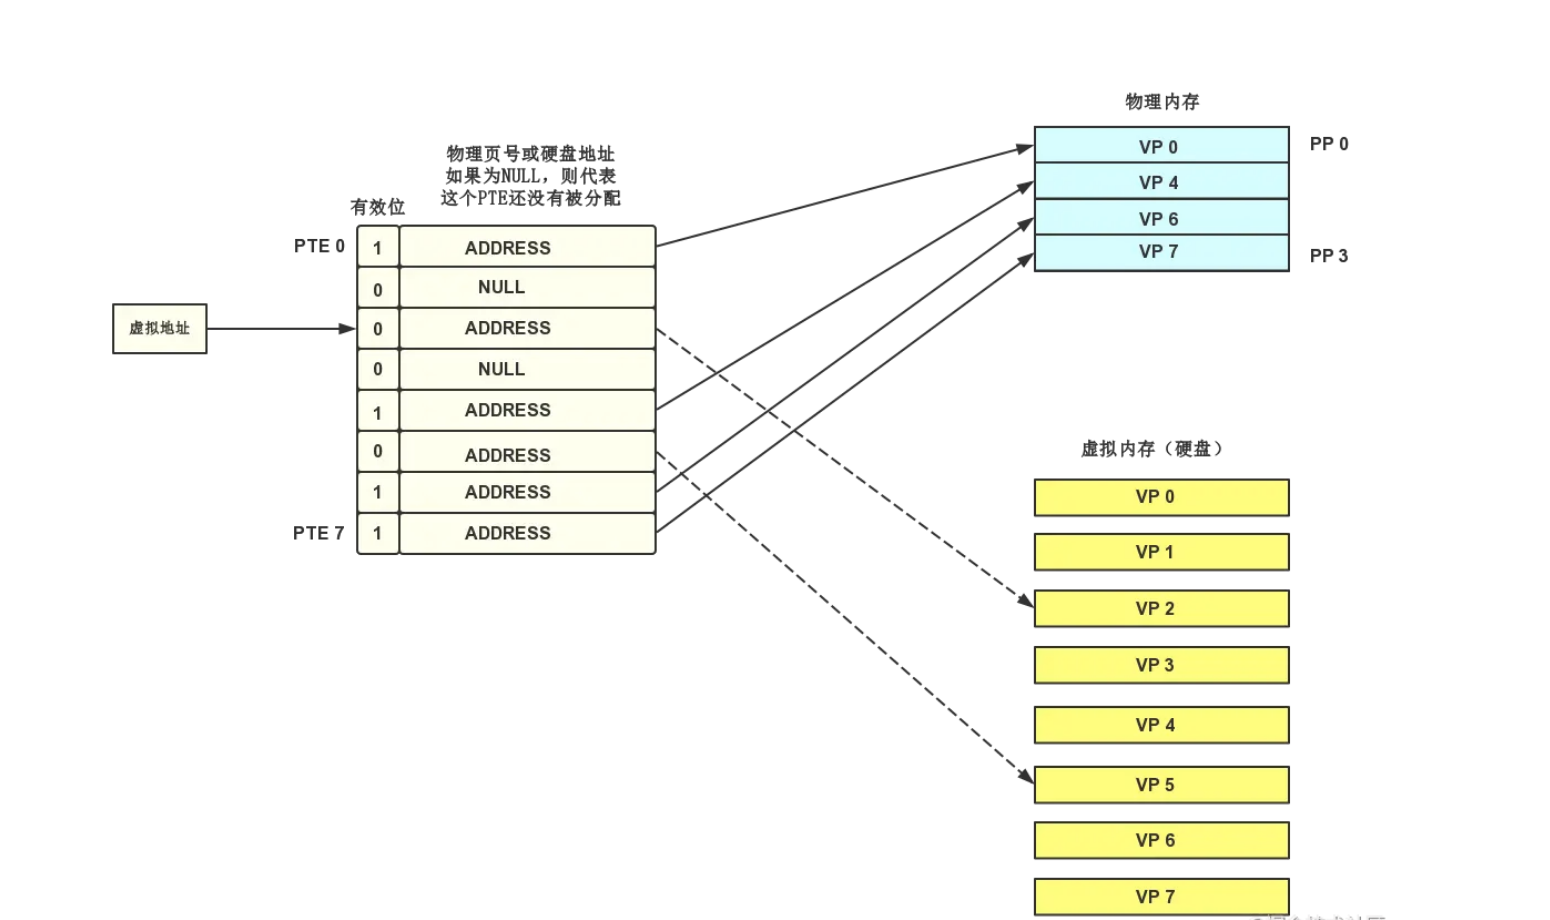 物理内存
VP 0
PP 0
VP 4
VP 6
VP 7
PP 3
物理页号或硬盘地址
如果为NULL，则代表
这个PTE还没有被分配
有效位
PTE 0
1
ADDRESS
0
NULL
虚拟地址
0
ADDRESS
0
NULL
1
ADDRESS
0
ADDRESS
1
ADDRESS
PTE 7
1
ADDRESS
虚拟内存（硬盘）
VP 0
VP 1
VP 2
VP 3
VP 4
VP 5
VP 6
VP 7